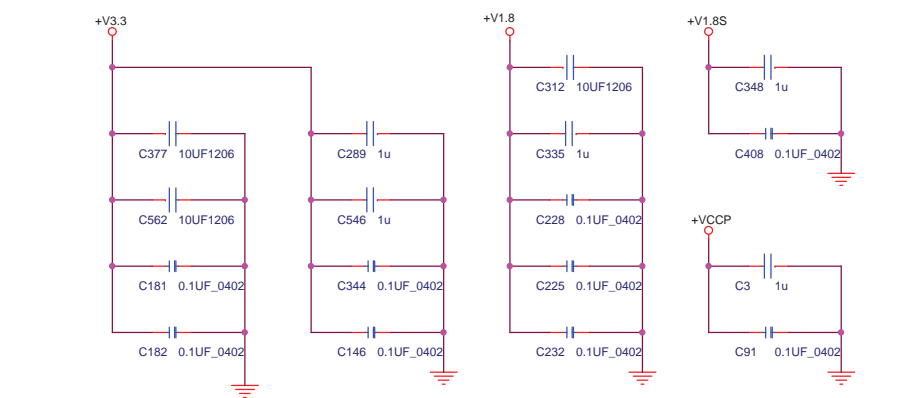 +V3.3
C377 10UF1206
C562 10UF1206
C181 0.1UF_0402
C182 0.1UF_0402
C289 1u
C546 1u
C344 0.1UF_0402
C146 0.1UF_0402
+V1.8
C312 10UF1206
C335 1u
C228 0.1UF_0402
C225 0.1UF_0402
C232 0.1UF_0402
+V1.8S
C348 1u
C408 0.1UF_0402
+VCCP
C3 1u
C91 0.1UF_0402